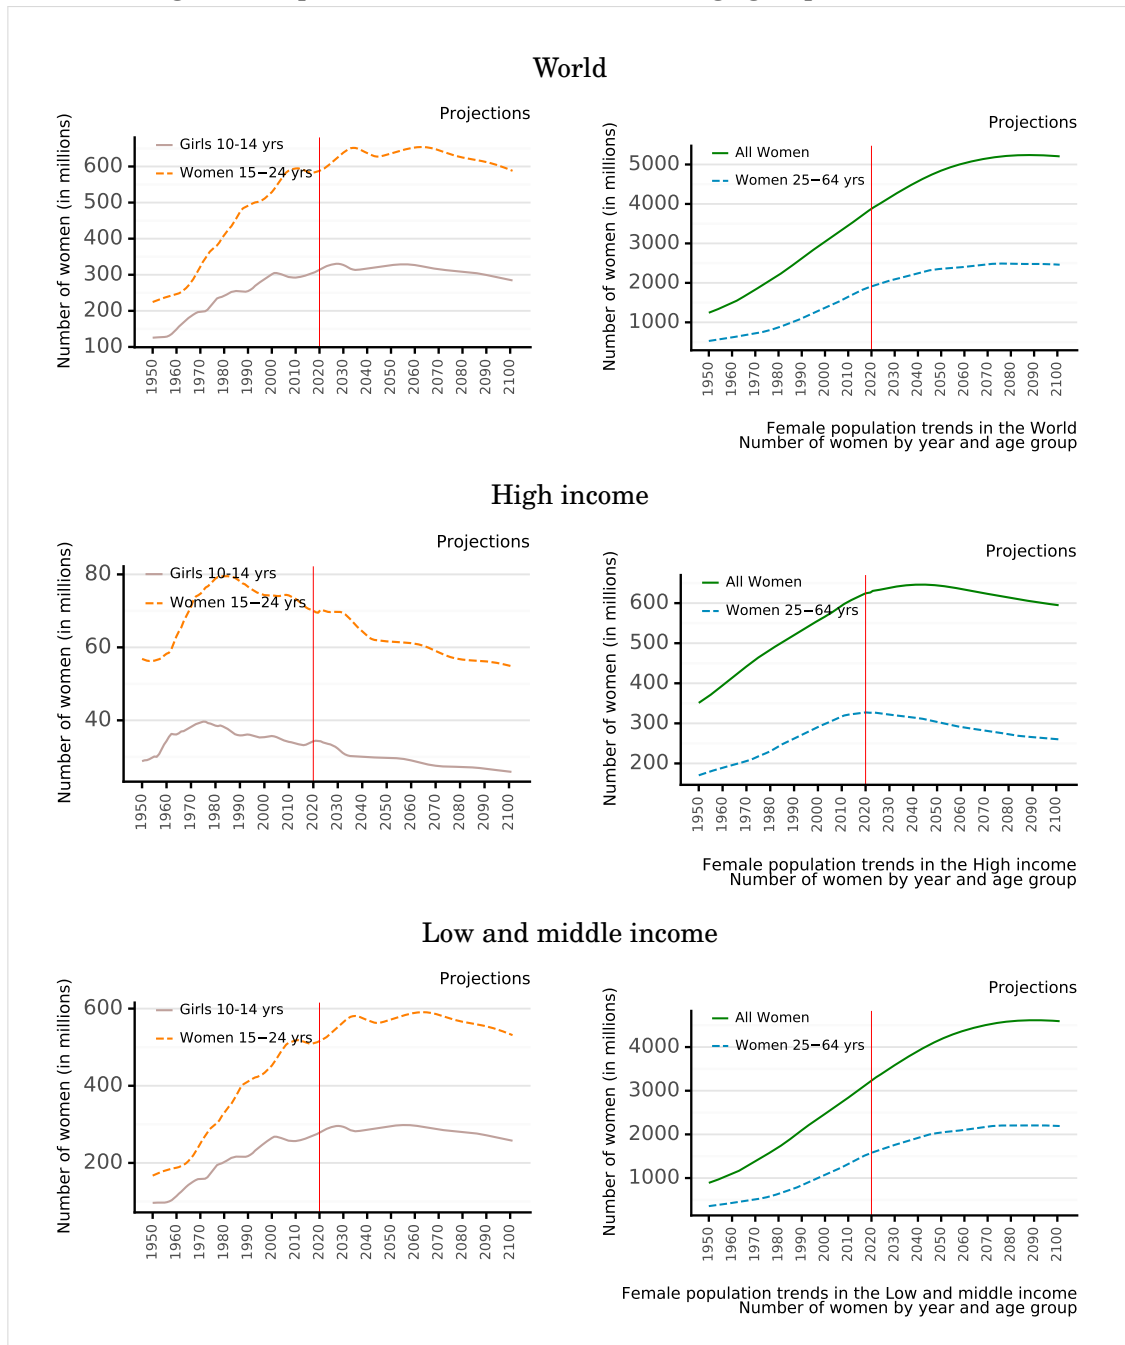 World
Projections
Number of women (in millions)
Girls 10-14 yrs
Women 15−24 yrs
600
500
400
300
200
100
1950 1960 1970 1980 1990 2000 2010 2020 2030 2040 2050 2060 2070 2080 2090 2100
Projections
Number of women (in millions)
All Women
Women 25−64 yrs
5000
4000
3000
2000
1000
1950 1960 1970 1980 1990 2000 2010 2020 2030 2040 2050 2060 2070 2080 2090 2100
Female population trends in the World
Number of women by year and age group
High income
Projections
Number of women (in millions)
Girls 10-14 yrs
Women 15−24 yrs
80
60
40
1950 1960 1970 1980 1990 2000 2010 2020 2030 2040 2050 2060 2070 2080 2090 2100
Projections
Number of women (in millions)
All Women
Women 25−64 yrs
600
500
400
300
200
1950 1960 1970 1980 1990 2000 2010 2020 2030 2040 2050 2060 2070 2080 2090 2100
Female population trends in the High income
Number of women by year and age group
Low and middle income
Projections
Number of women (in millions)
Girls 10-14 yrs
Women 15−24 yrs
600
400
200
1950 1960 1970 1980 1990 2000 2010 2020 2030 2040 2050 2060 2070 2080 2090 2100
Projections
Number of women (in millions)
All Women
Women 25−64 yrs
4000
3000
2000
1000
1950 1960 1970 1980 1990 2000 2010 2020 2030 2040 2050 2060 2070 2080 2090 2100
Female population trends in the Low and middle income
Number of women by year and age group